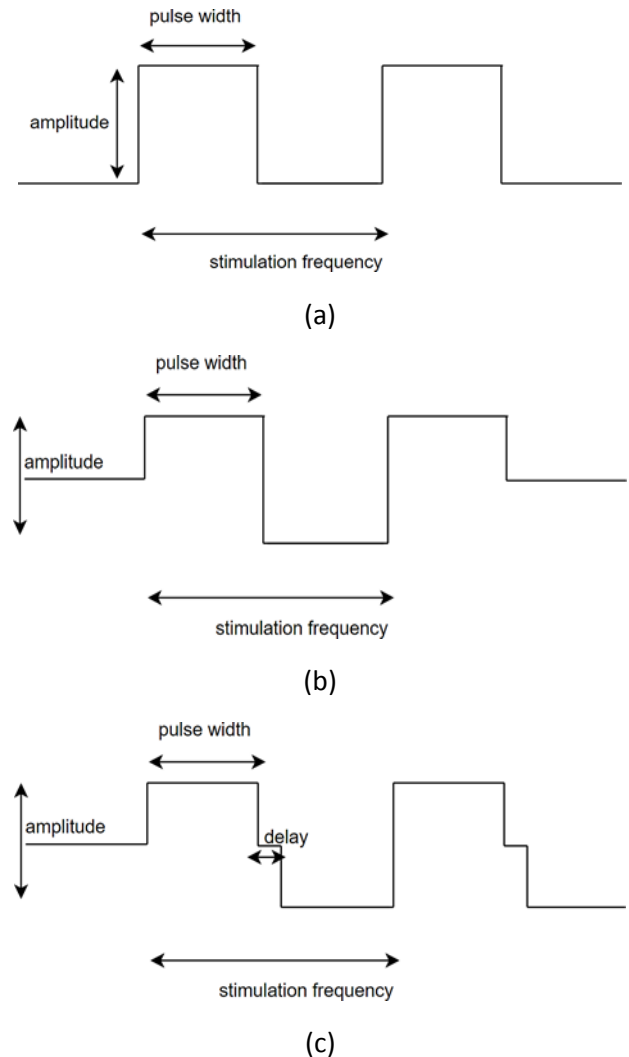 pulse width
amplitude
stimulation frequency
(a)
pulse width
amplitude
stimulation frequency
(b)
pulse width
amplitude
delay
stimulation frequency
(c)